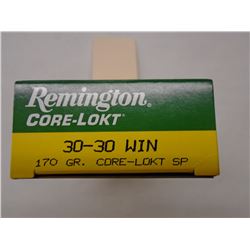 Remington
CORE-LOKT
30-30 WIN
170 GR. CORE-LOKT SP